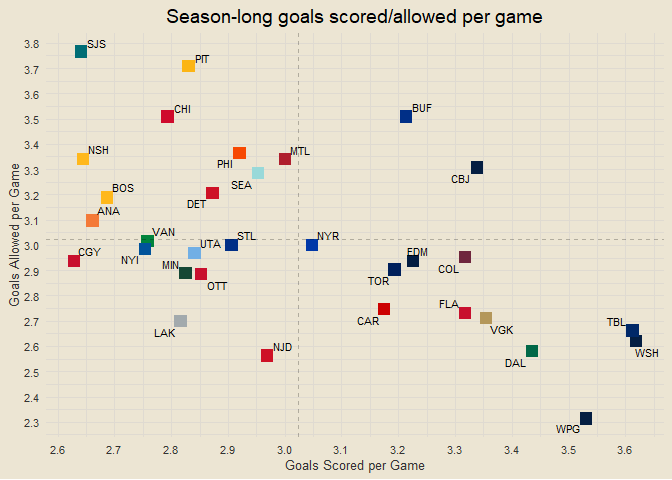 Season-long goals scored/allowed per game
3.8
SJS
3.7
PIT
3.6
CHI
BUF
3.5
3.4
NSH
PHI
MTL
3.3
CBJ
SEA
BOS
3.2
DET
ANA
3.1
VAN
STL
NYR
3.0
CGY
NYI
UTA
EDM
2.9
MIN
OTT
TOR
COL
2.8
CAR
FLA
2.7
LAK
VGK
TBL
2.6
NJD
DAL
WSH
2.5
2.4
2.3
WPG
Goals Allowed per Game
2.6 2.7 2.8 2.9 3.0 3.1 3.2 3.3 3.4 3.5 3.6
Goals Scored per Game